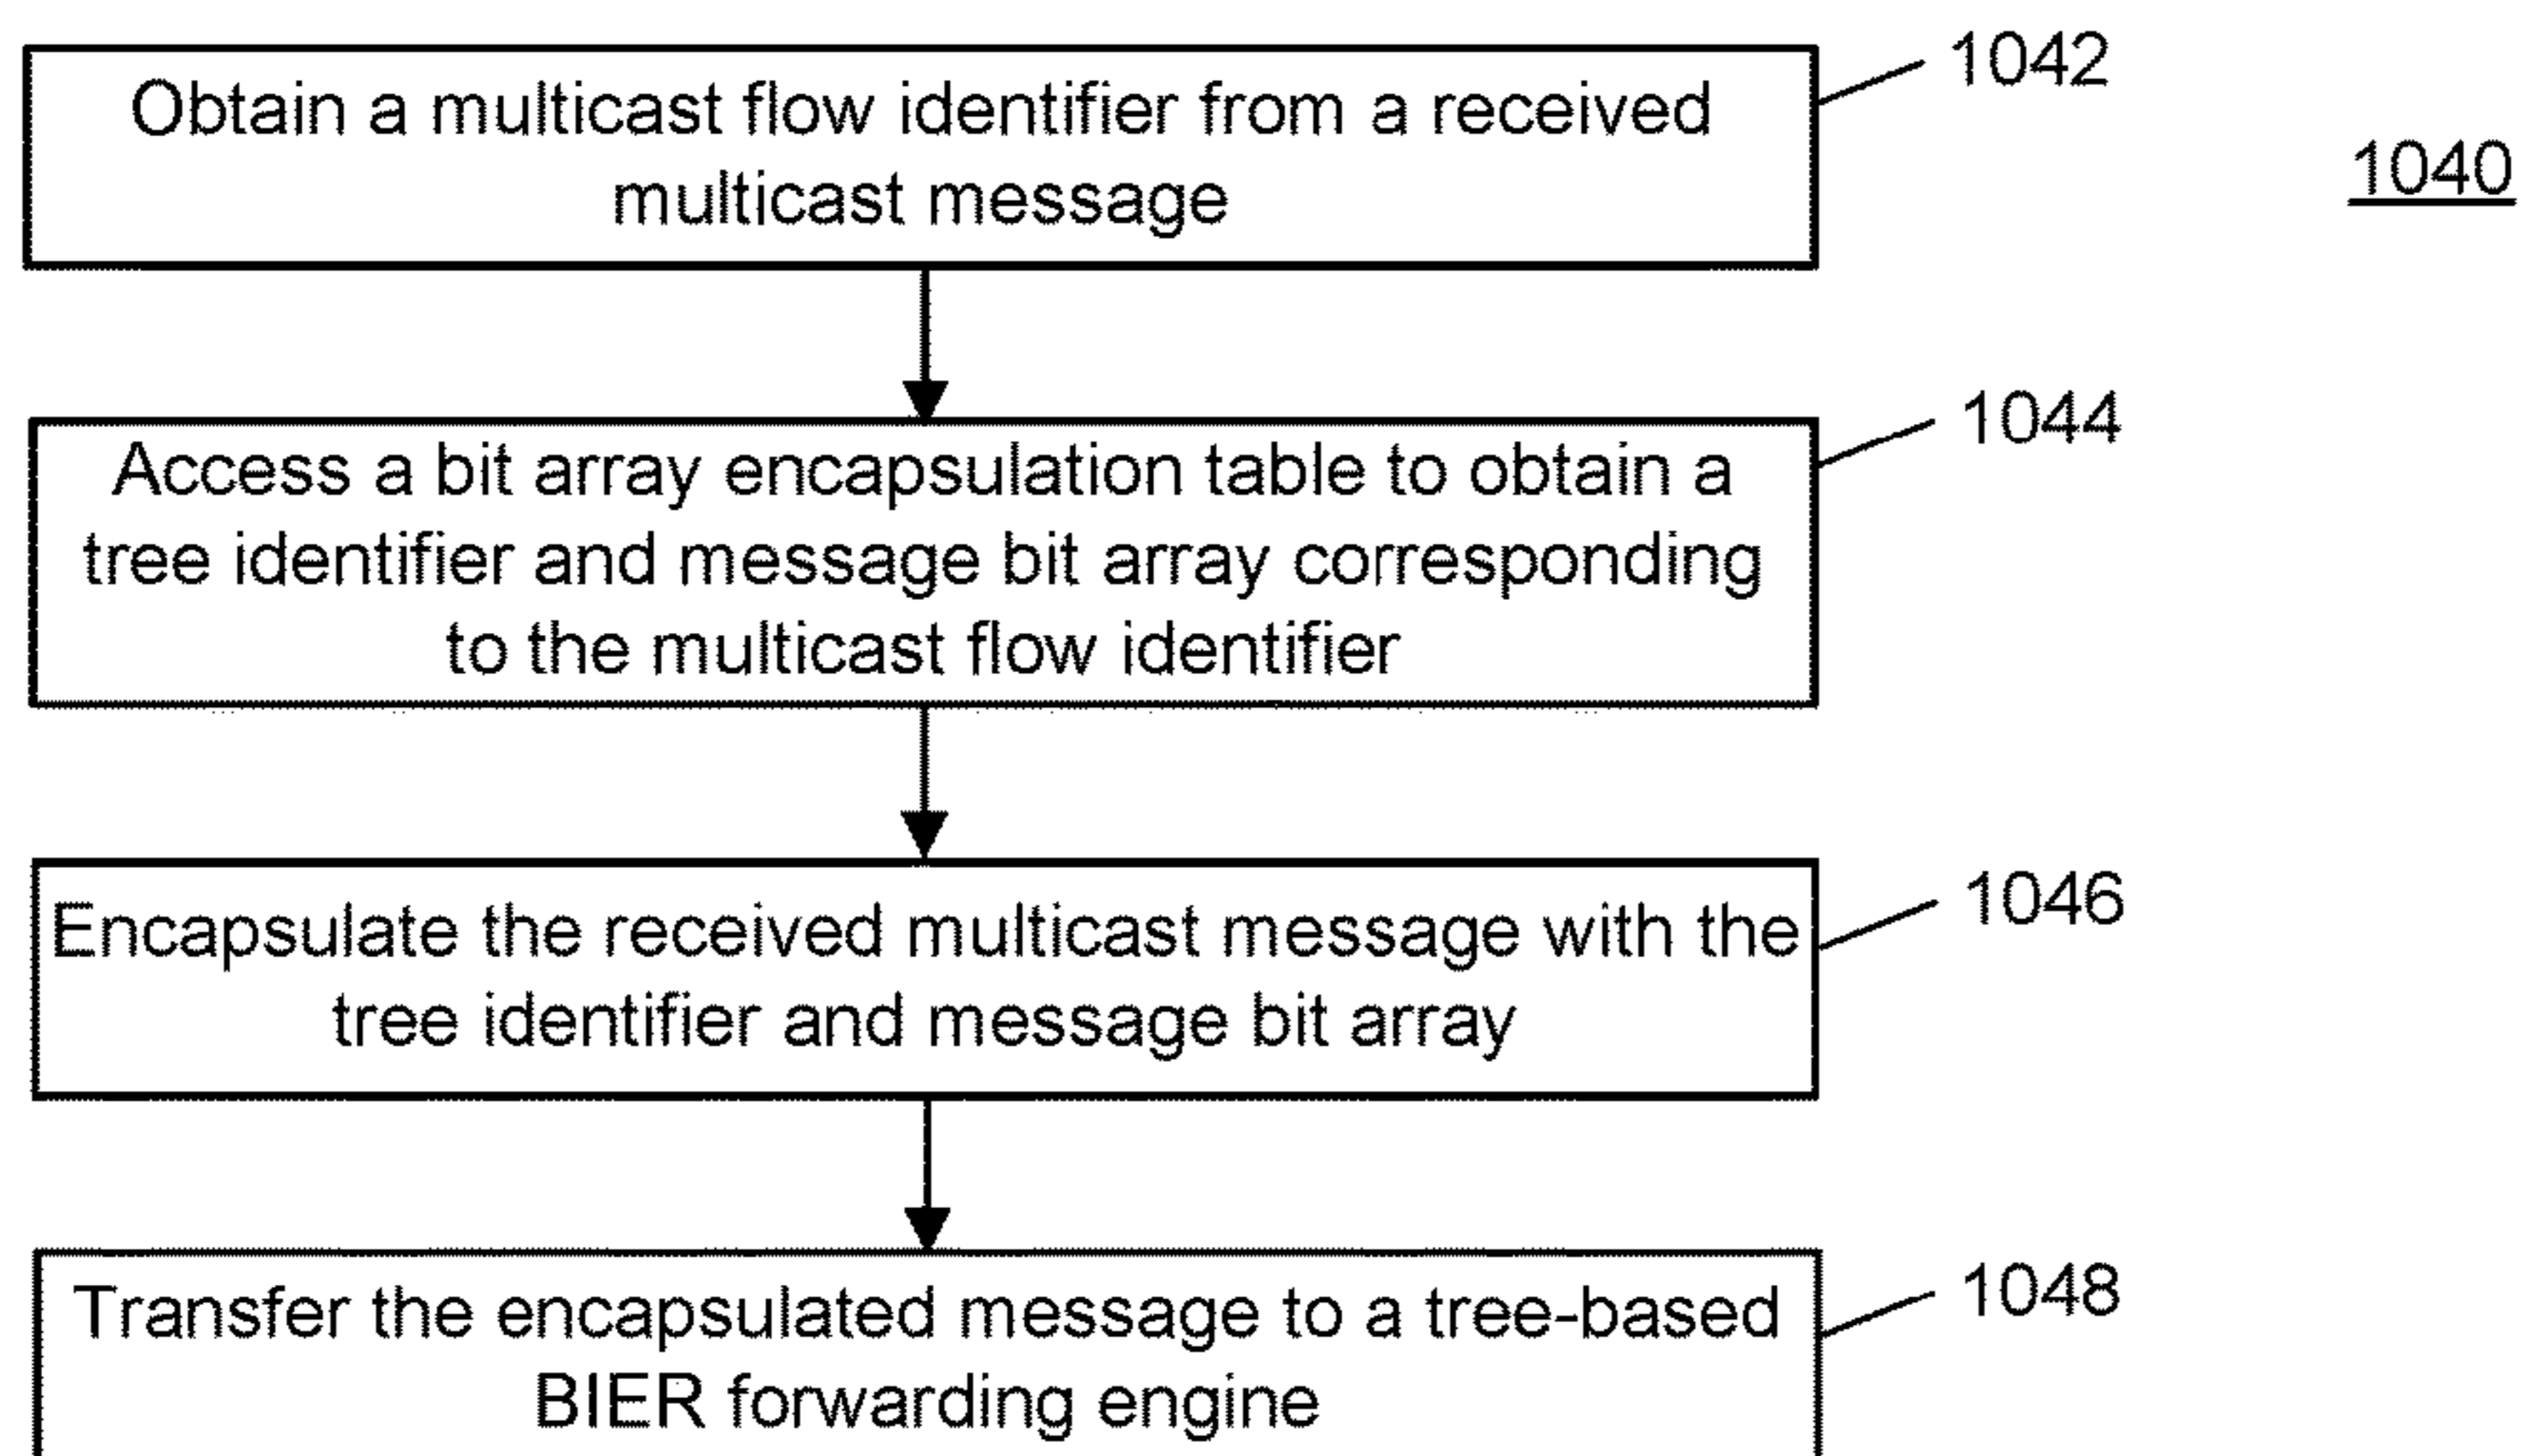 1042
Obtain a multicast flow identifier from a received
multicast message
1040
1044
Access a bit array encapsulation table to obtain a
tree identifier and message bit array corresponding
to the multicast flow identifier
1046
Encapsulate the received multicast message with the
tree identifier and message bit array
1048
Transfer the encapsulated message to a tree-based
BIER forwarding engine